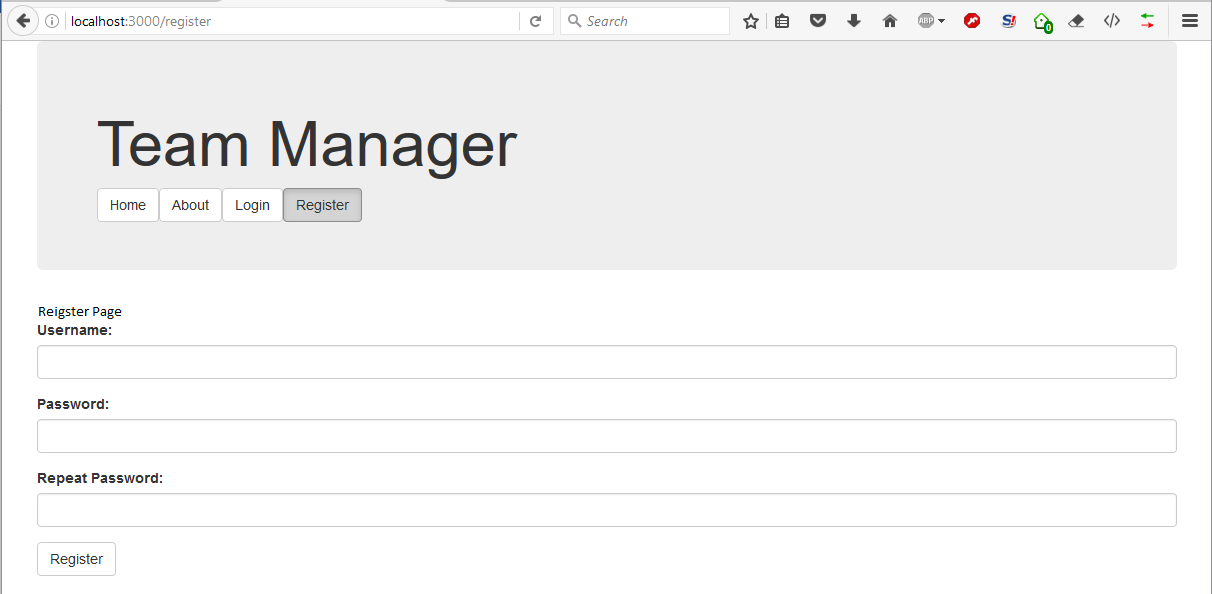 localhost:3000/register
Search
ABP
S!
0
Team Manager
Home About Login Register
Reigster Page
Username:
Password:
Repeat Password:
Register